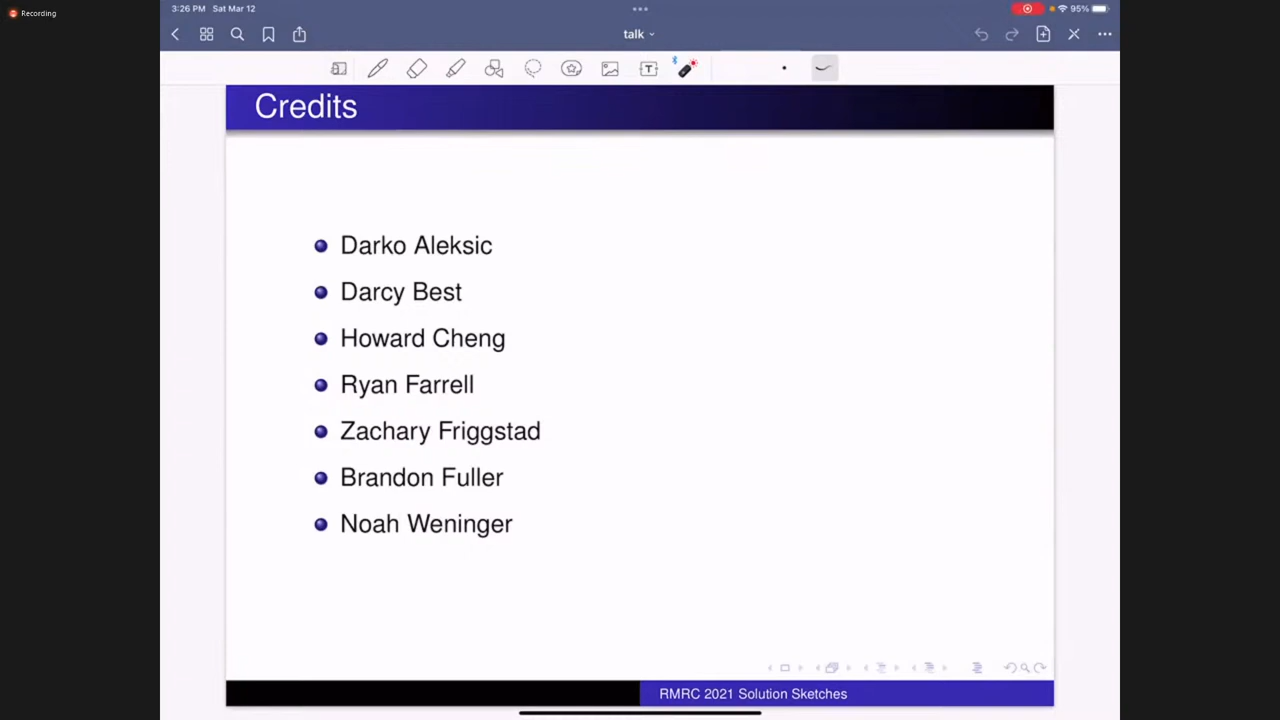 Recording
3:26 PM Sat Mar 12
95%
talk
T
Credits
Darko Aleksic
Darcy Best
Howard Cheng
Ryan Farrell
Zachary Friggstad
Brandon Fuller
Noah Weninger
RMRC 2021 Solution Sketches